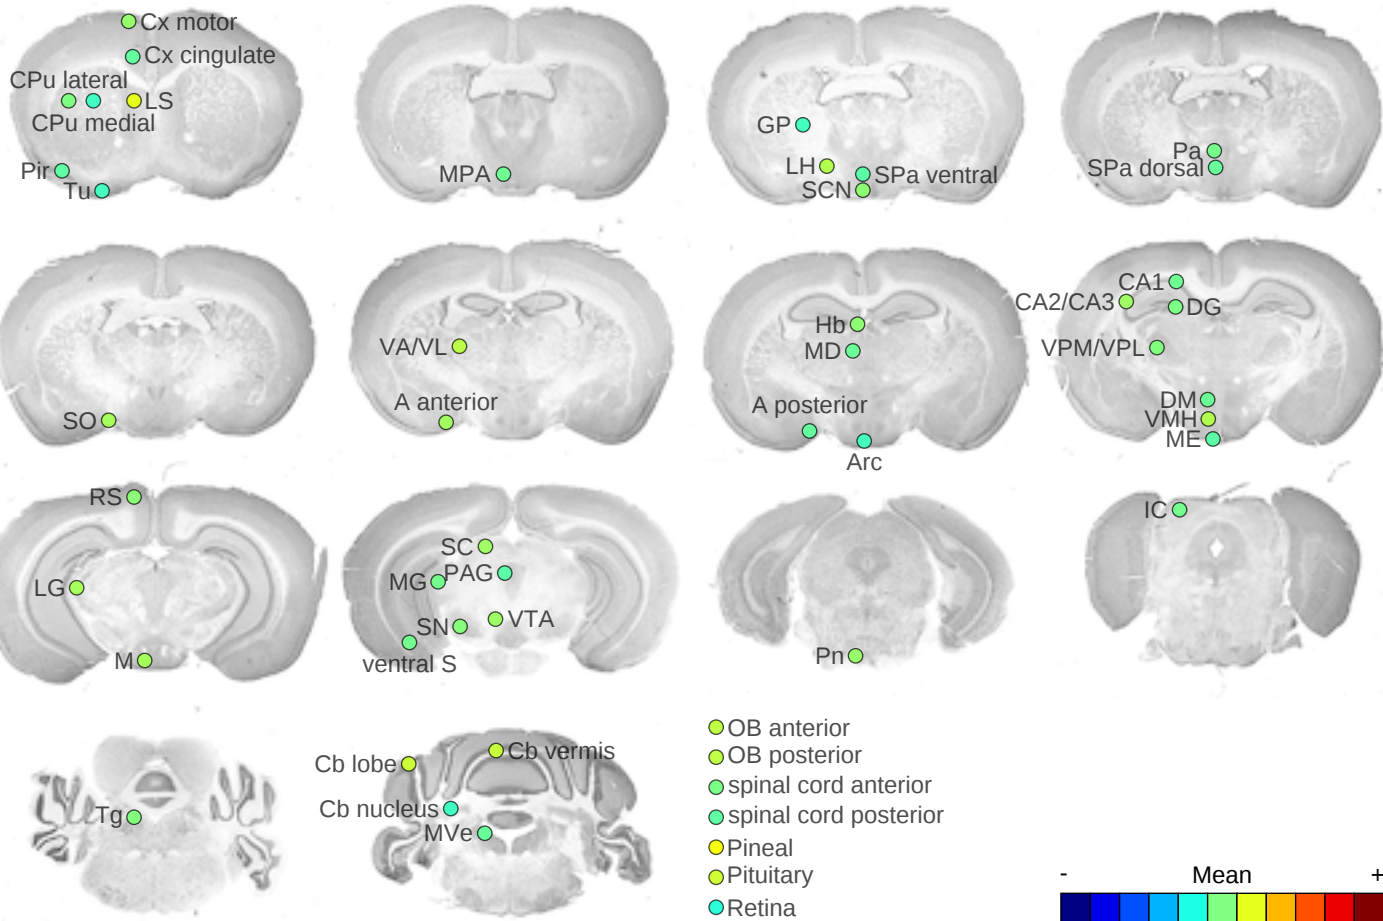 Cx motor
Cx cingulate
CPu lateral
LS
CPu medial
Pir
Tu
MPA
GP
LH
SPa ventral
SCN
Pa
SPa dorsal
SO
VA/VL
A anterior
Hb
MD
A posterior
Arc
CA1
CA2/CA3
DG
VPM/VPL
DM
VMH
ME
RS
LG
M
SC
MG
PAG
SN
VTA
ventral S
Pn
IC
Tg
Cb lobe
Cb vermis
Cb nucleus
MVe
OB anterior
OB posterior
spinal cord anterior
spinal cord posterior
Pineal
Pituitary
Retina
- Mean +